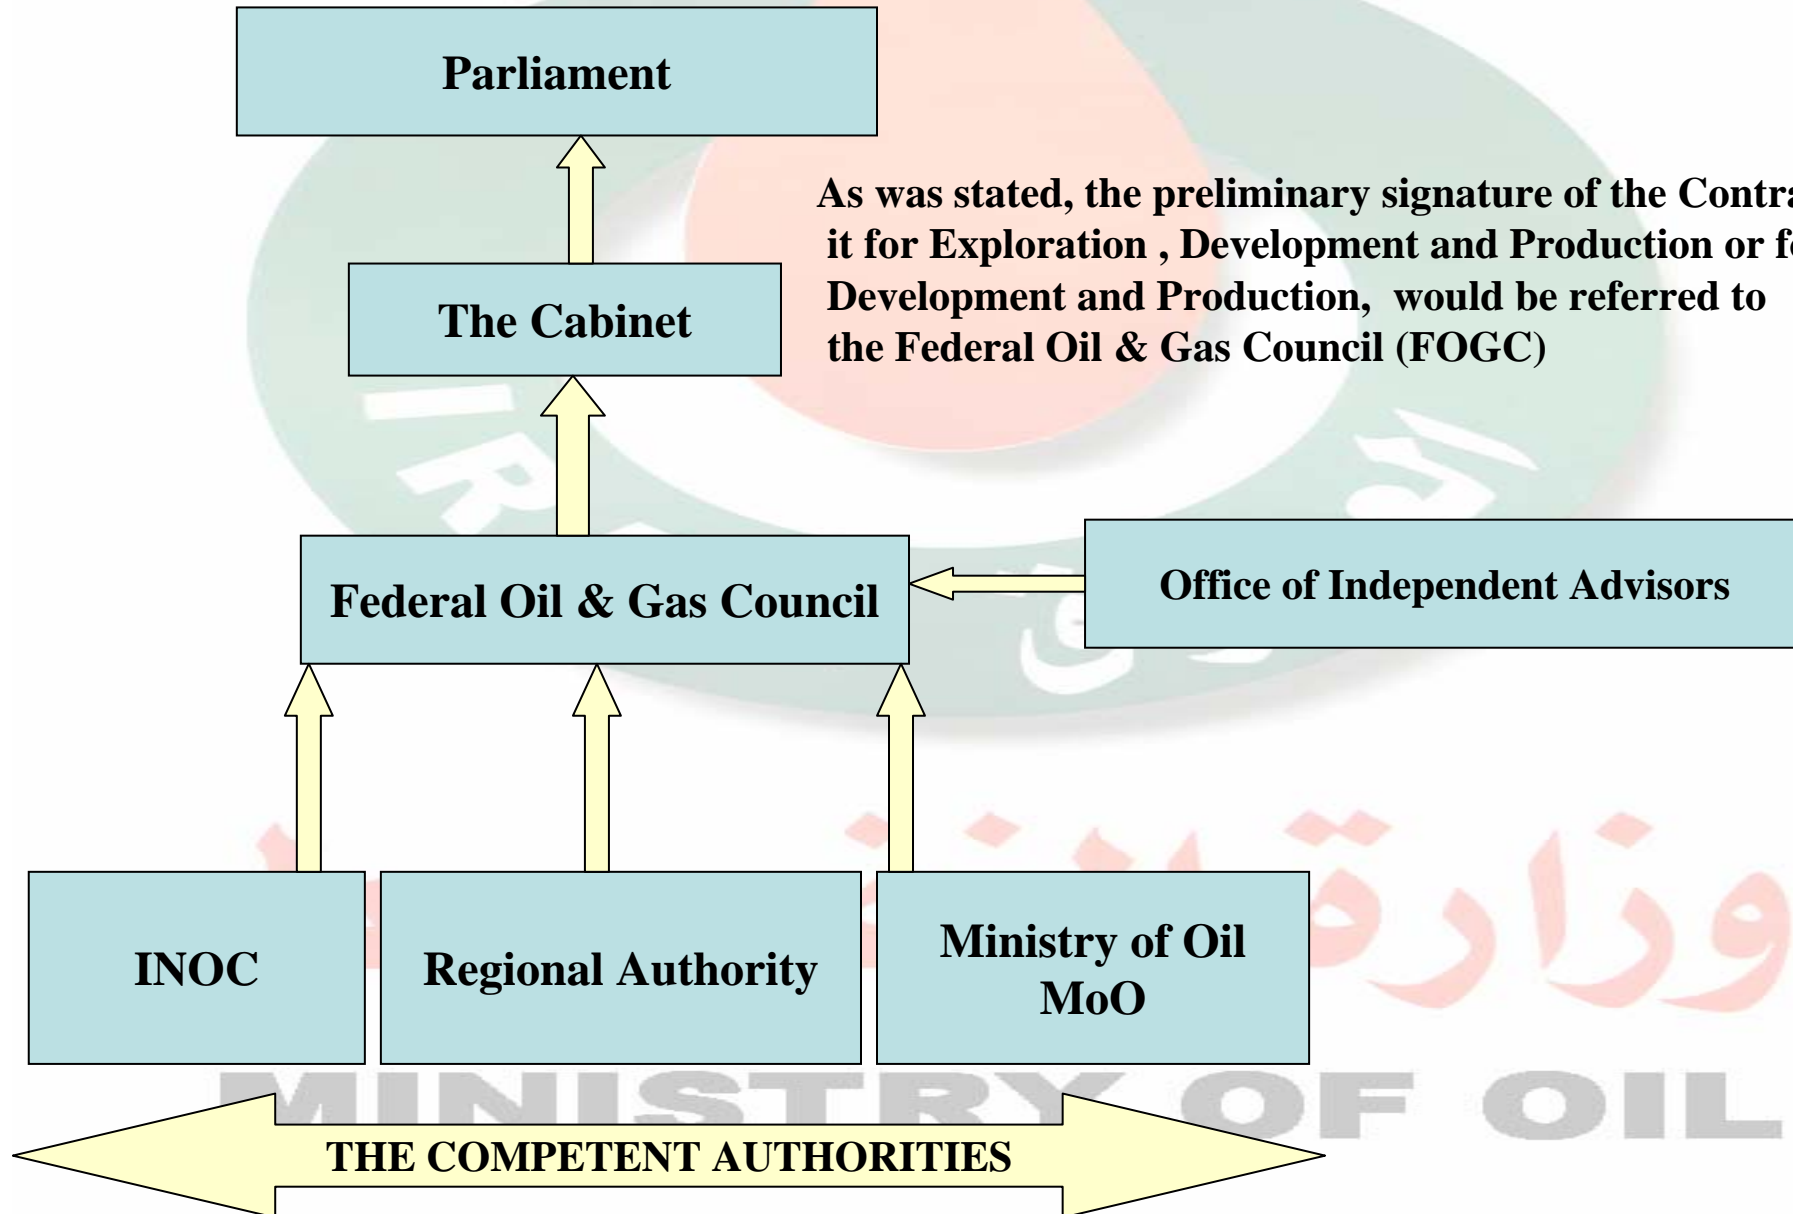 Parliament
As was stated, the preliminary signature of the
it for Exploration , Development and Production or
Development and Production, would be referred to
the Federal Oil & Gas Council (FOGC)
The Cabinet
Federal Oil & Gas Council
Office of Independent Advisors
INOC
Regional Authority
Ministry of Oil
MoO
وزارة
MINISTRY OF OIL
THE COMPETENT AUTHORITIES